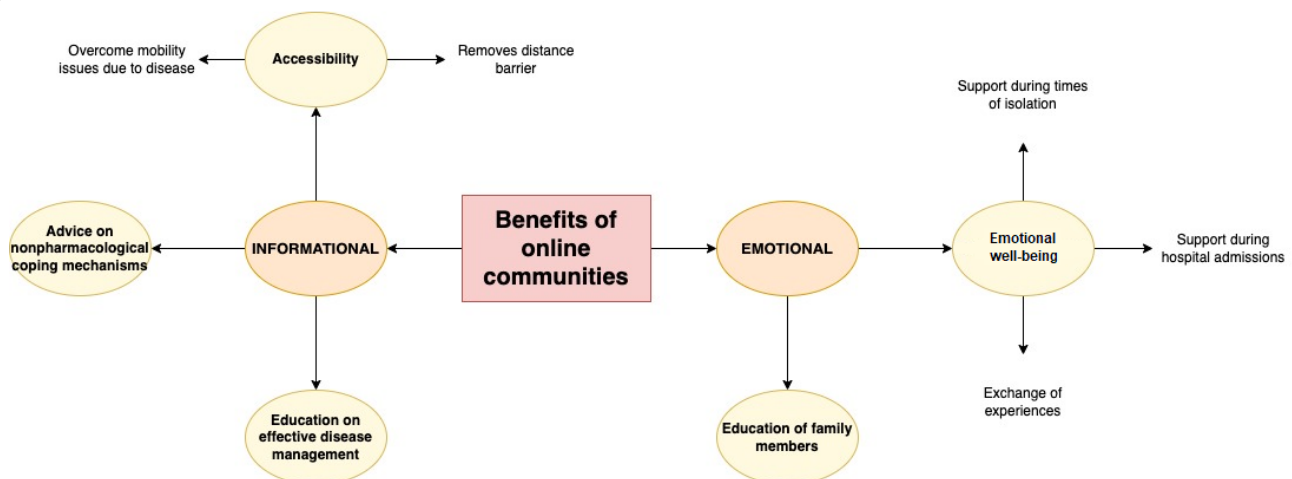 Overcome mobility
issues due to disease
Accessibility
Removes distance
barrier
Support during times
of isolation
Advice on
nonpharmacological
coping mechanisms
INFORMATIONAL
Benefits of
online
communities
EMOTIONAL
Emotional
well-being
Support during
hospital admissions
Education on
effective disease
management
Education of family
members
Exchange of
experiences